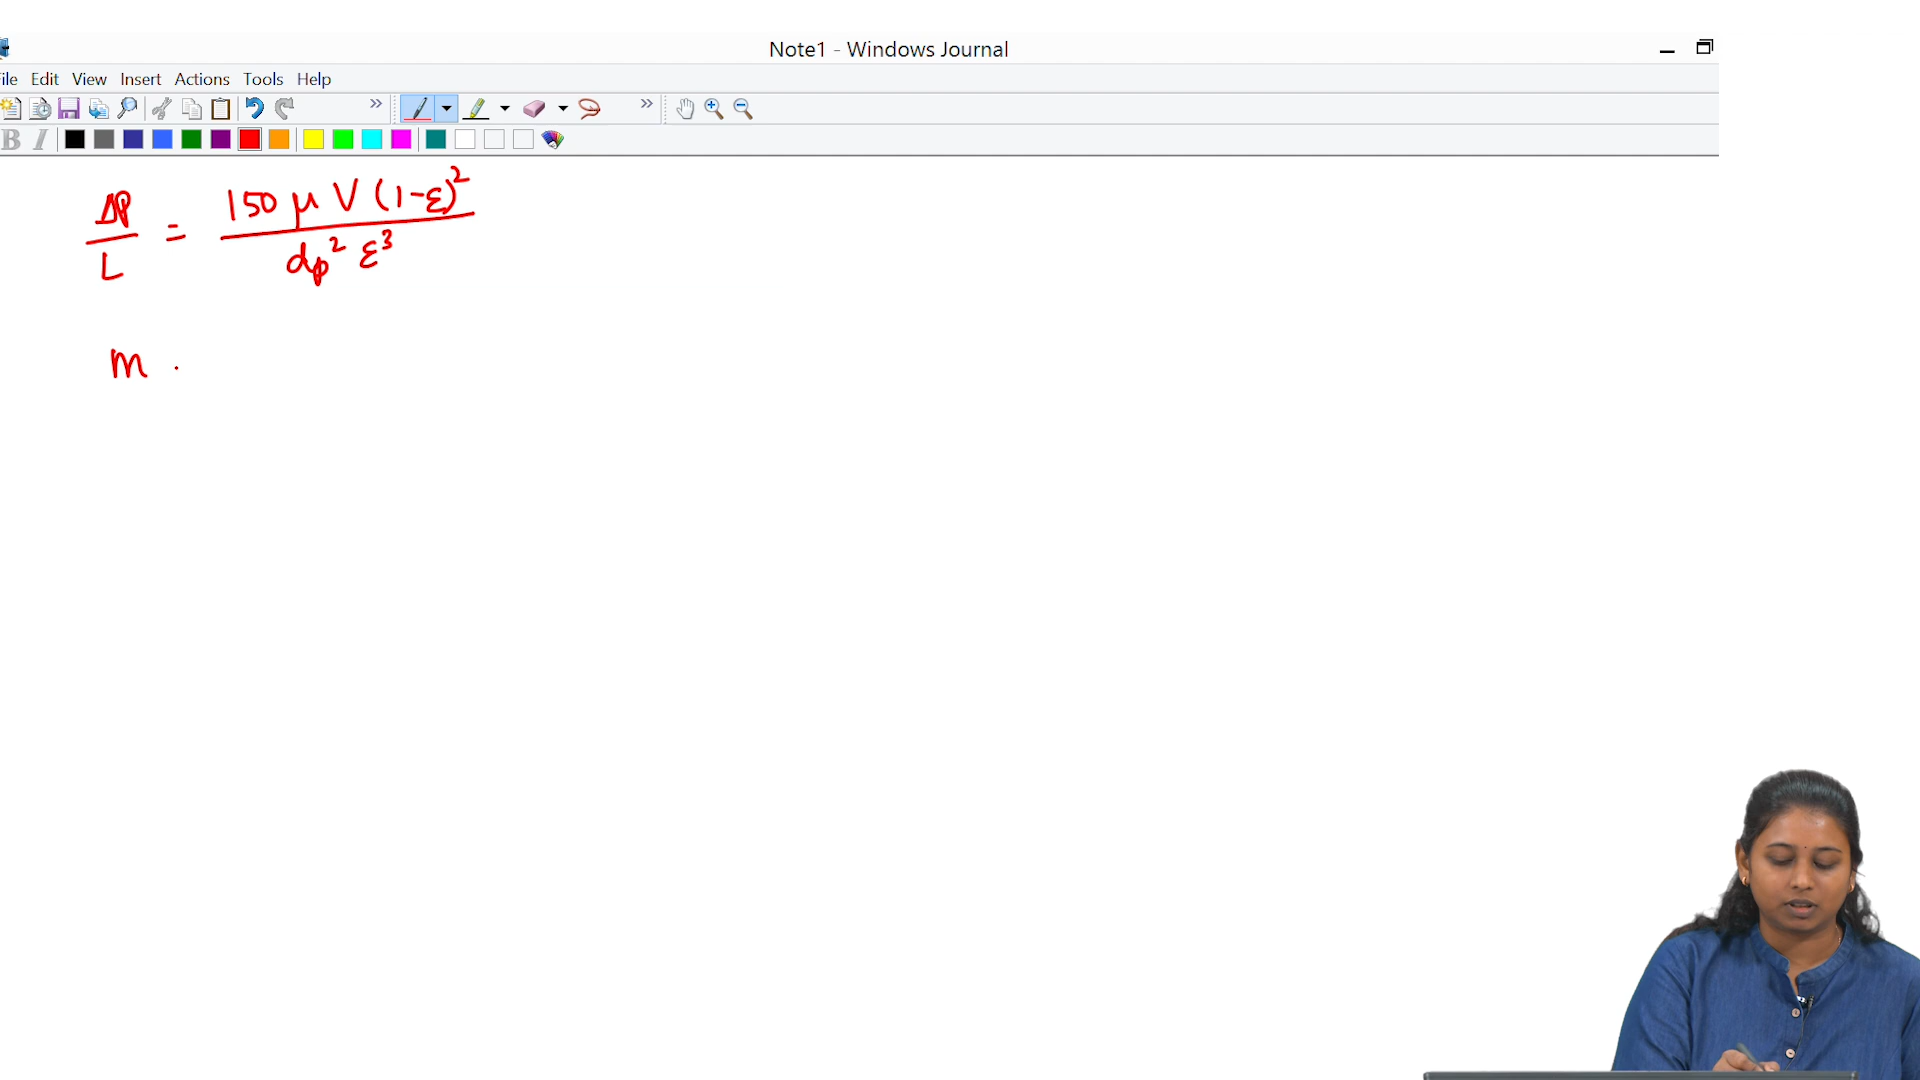 Note1 - Windows Journal
ile Edit View Insert Actions Tools Help
B I
ΔP/L = 150 μ V (1-ε)² / dp² ε³
m .